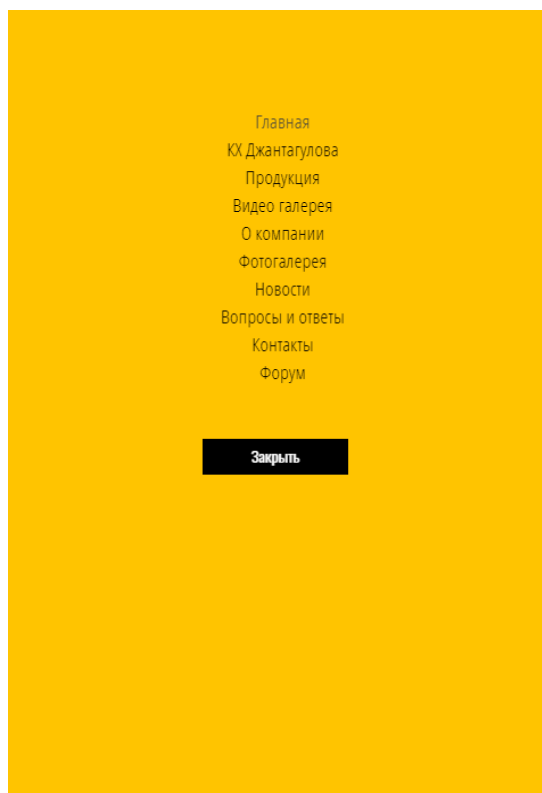 Главная
КХ Джантагулова
Продукция
Видео галерея
О компании
Фотогалерея
Новости
Вопросы и ответы
Контакты
Форум
Закрыть